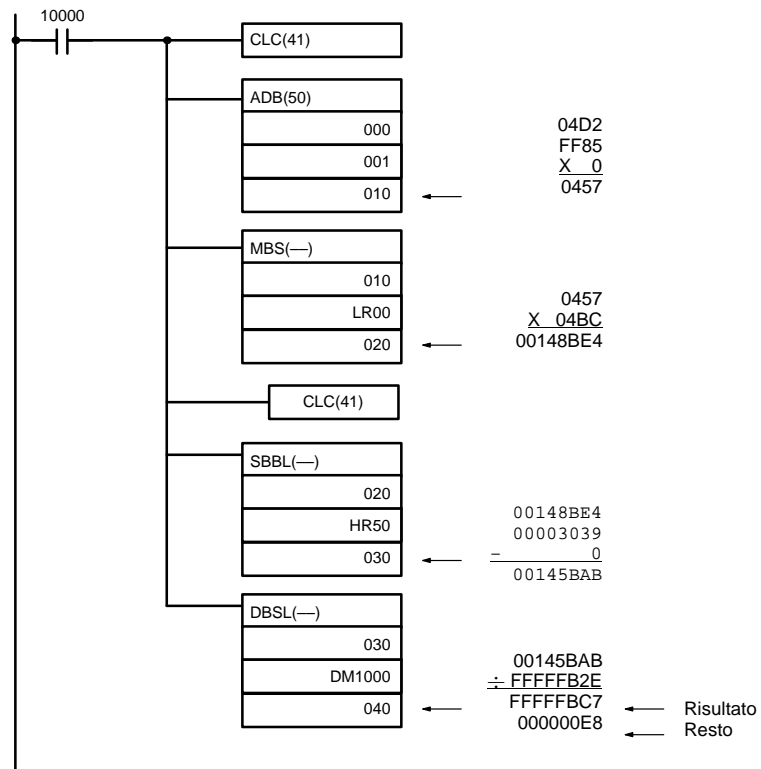 10000
CLC(41)
ADB(50)
000
001
010
04D2
FF85
X 0
0457
MBS(—)
010
LR00
020
0457
X 04BC
00148BE4
CLC(41)
SBBL(—)
020
HR50
030
00148BE4
00003039
– 0
00145BAB
DBSL(—)
030
DM1000
040
00145BAB
÷ FFFFFB2E
FFFFFBC7
Risultato
000000E8
Resto